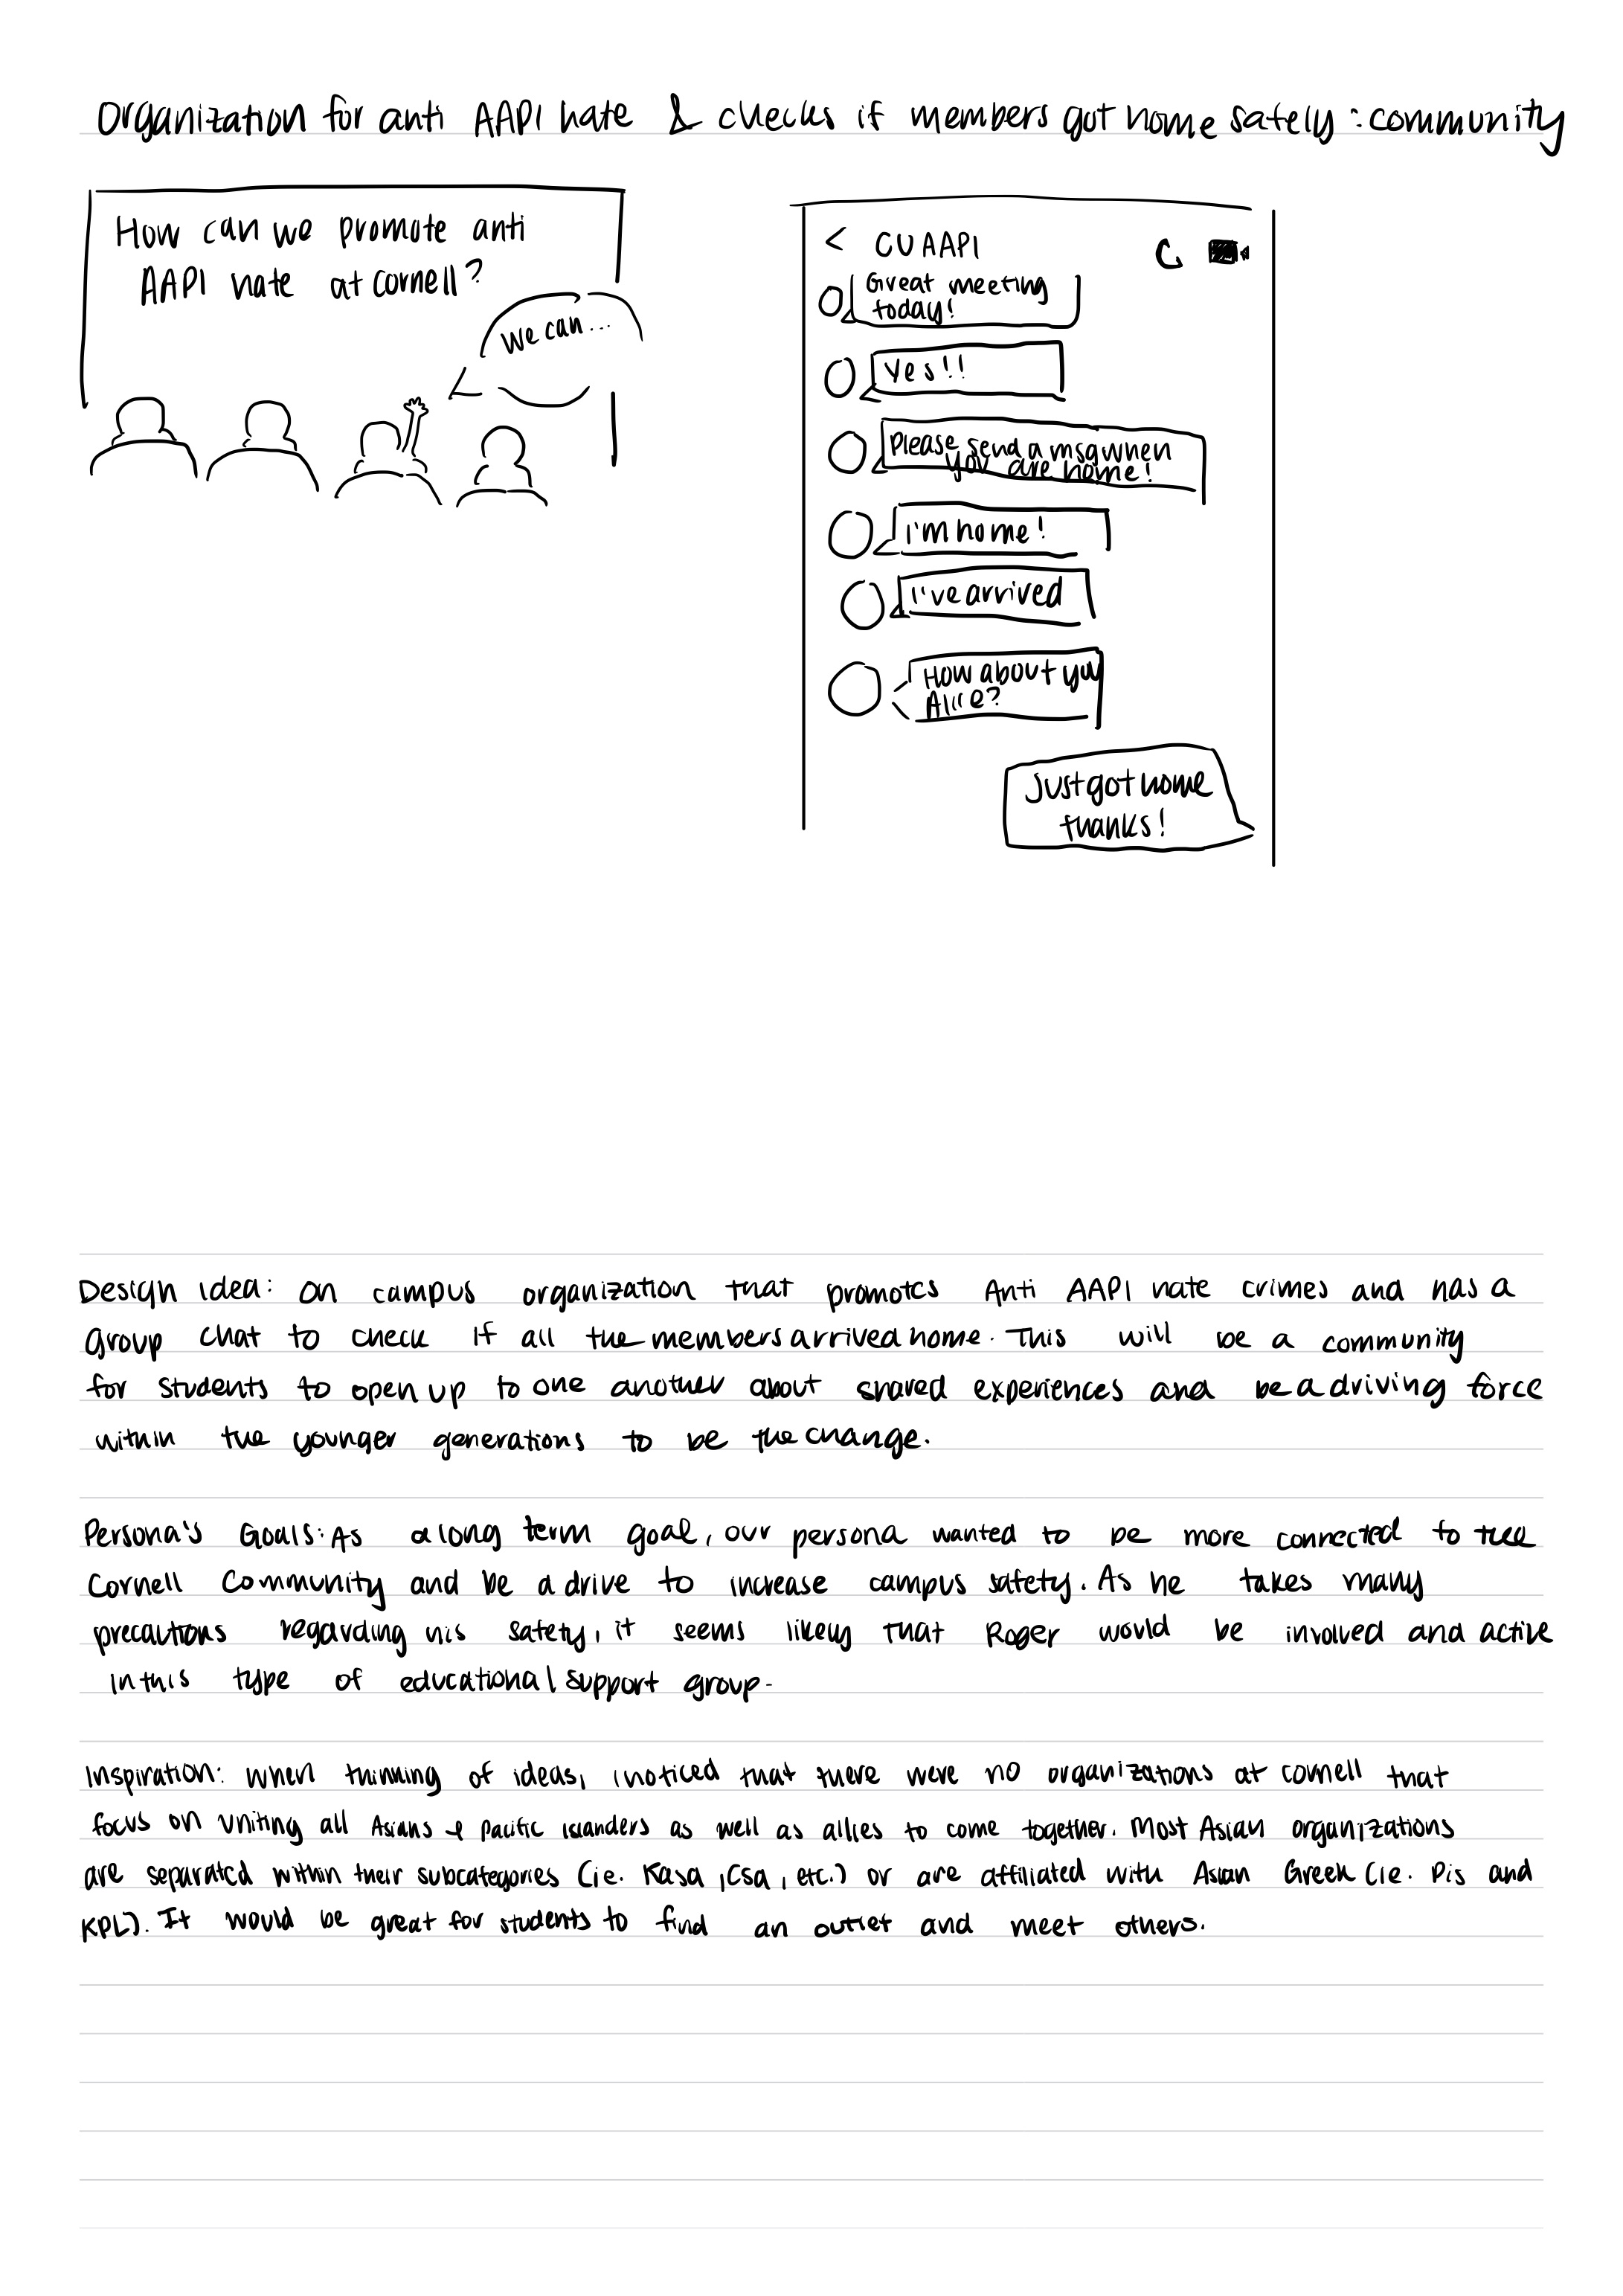 Organization for anti AAPI hate & checks if members got home safely : community
How can we promote anti
AAPI hate at cornell?
We can...
< CU AAPI
Great meeting
today!
Yes!!
Please send a msg when
you are home!
I'm home!
I've arrived
How about you
Alice?
Just got home
thanks!
Design idea: on campus organization that promotes Anti AAPI hate crimes and has a
group chat to check if all the members arrived home. This will be a community
for students to open up to one another about shared experiences and be a driving force
within the younger generations to be the change.
Persona's Goals: As a long term goal, our persona wanted to be more connected to the
Cornell Community and be a drive to increase campus safety. As he takes many
precautions regarding his safety, it seems likely that Roger would be involved and active
in this type of educational support group.
Inspiration: When thinking of ideas, I noticed that there were no organizations at cornell that
focus on uniting all Asians & Pacific Islanders as well as allies to come together. Most Asian organizations
are separated within their subcategories (ie. Kasa, Csa, etc.) or are affiliated with Asian Greek (ie. Pis and
KPL). It would be great for students to find an outlet and meet others.